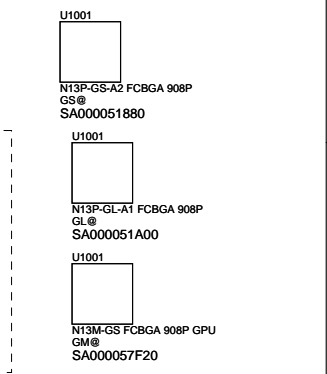 U1001
N13P-GS-A2 FCBGA 908P
GS@
SA000051880
U1001
N13P-GL-A1 FCBGA 908P
GL@
SA000051A00
U1001
N13M-GS FCBGA 908P GPU
GM@
SA000057F20